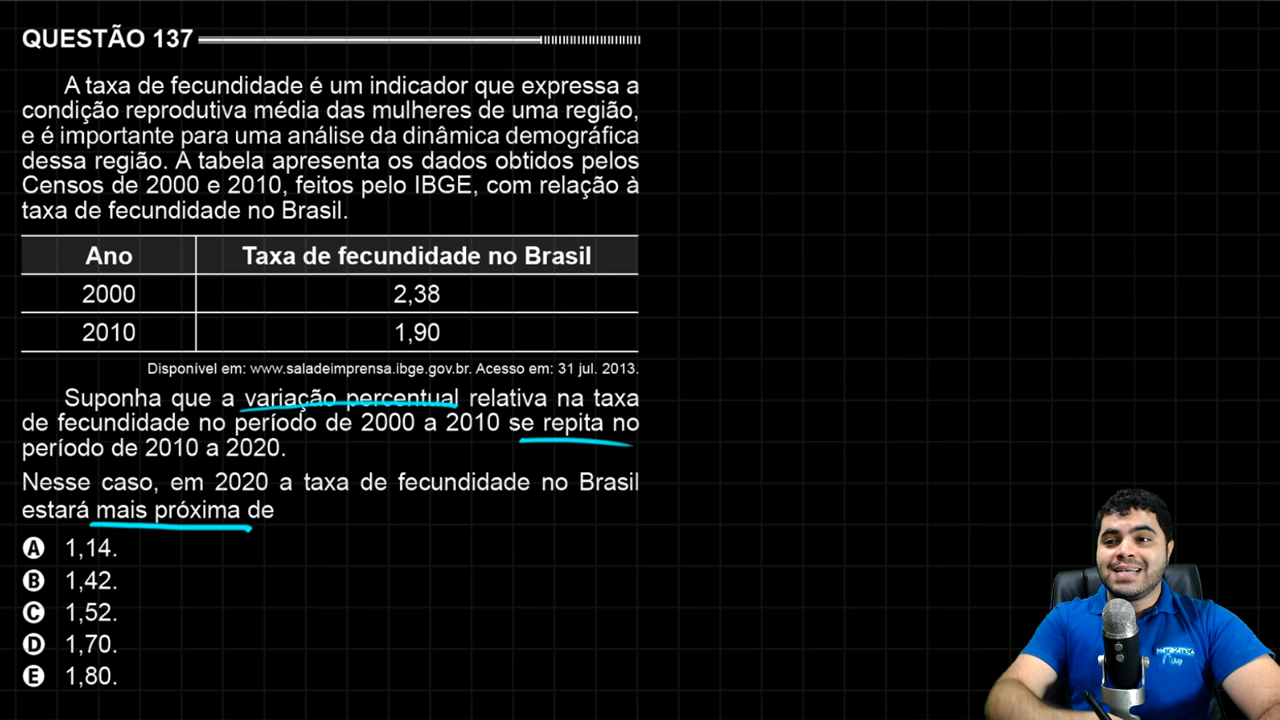 QUESTÃO 137
A taxa de fecundidade é um indicador que expressa a
condição reprodutiva média das mulheres de uma região,
e é importante para uma análise da dinâmica demográfica
dessa região. A tabela apresenta os dados obtidos pelos
Censos de 2000 e 2010, feitos pelo IBGE, com relação à
taxa de fecundidade no Brasil.
Ano Taxa de fecundidade no Brasil
2000 2,38
2010 1,90
Disponível em: www.saladeimprensa.ibge.gov.br. Acesso em: 31 jul. 2013.
Suponha que a variação percentual relativa na taxa
de fecundidade no período de 2000 a 2010 se repita no
período de 2010 a 2020.
Nesse caso, em 2020 a taxa de fecundidade no Brasil
estará mais próxima de
A 1,14.
B 1,42.
C 1,52.
D 1,70.
E 1,80.
MATEMÁTICA